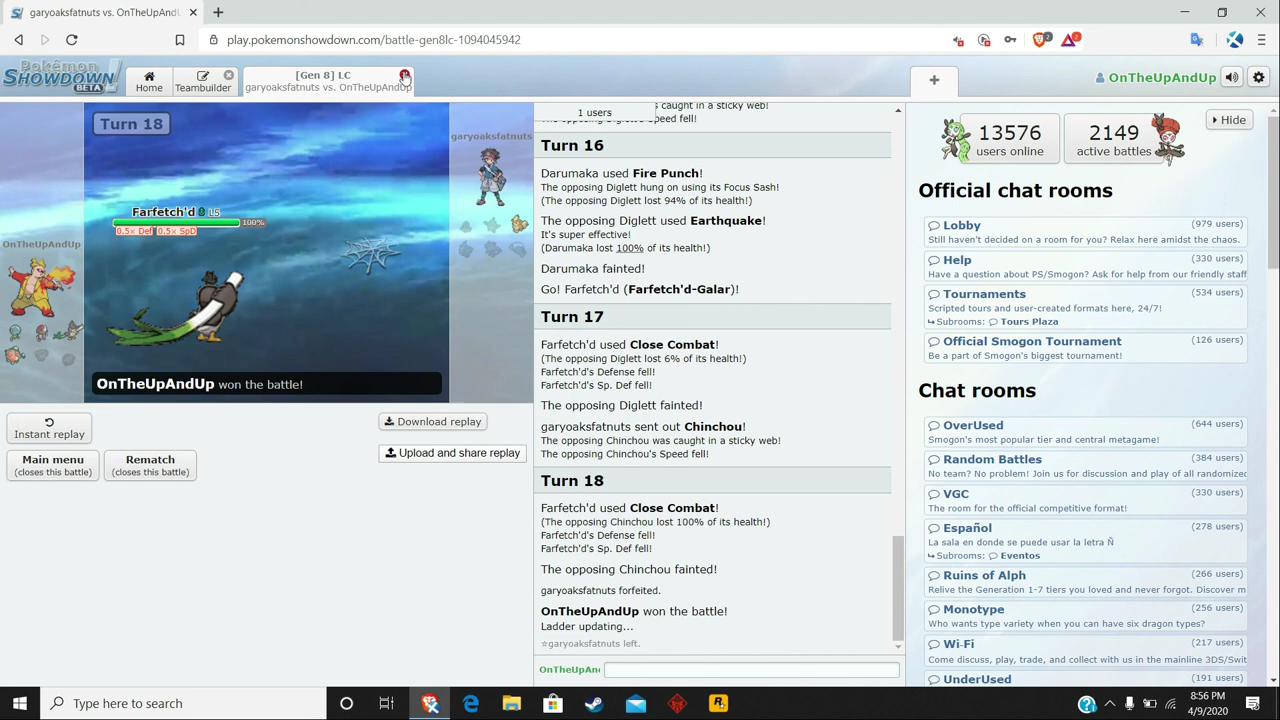 garyoaksfatnuts vs. OnTheUpAndU
play.pokemonshowdown.com/battle-gen8lc-1094045942
2
2
Pokémon
SHOWDOWN!
BETA
Home
Teambuilder
[Gen 8] LC
garyoaksfatnuts vs. OnTheUpAndUp
OnTheUpAndUp
Turn 18
garyoaksfatnuts
Farfetch'd L5
100%
0.5× Def 0.5× SpD
OnTheUpAndUp
OnTheUpAndUp won the battle!
Instant replay
Download replay
Upload and share replay
Main menu
(closes this battle)
Rematch
(closes this battle)
1 users
caught in a sticky web!
Turn 16
Darumaka used Fire Punch!
The opposing Diglett hung on using its Focus Sash!
(The opposing Diglett lost 94% of its health!)
The opposing Diglett used Earthquake!
It's super effective!
(Darumaka lost 100% of its health!)
Darumaka fainted!
Go! Farfetch'd (Farfetch'd-Galar)!
Turn 17
Farfetch'd used Close Combat!
(The opposing Diglett lost 6% of its health!)
Farfetch'd's Defense fell!
Farfetch'd's Sp. Def fell!
The opposing Diglett fainted!
garyoaksfatnuts sent out Chinchou!
The opposing Chinchou was caught in a sticky web!
The opposing Chinchou's Speed fell!
Turn 18
Farfetch'd used Close Combat!
(The opposing Chinchou lost 100% of its health!)
Farfetch'd's Defense fell!
Farfetch'd's Sp. Def fell!
The opposing Chinchou fainted!
garyoaksfatnuts forfeited.
OnTheUpAndUp won the battle!
Ladder updating...
☆garyoaksfatnuts left.
OnTheUpAn
13576
users online
2149
active battles
Hide
Official chat rooms
Lobby (979 users)
Still haven't decided on a room for you? Relax here amidst the chaos.
Help (330 users)
Have a question about PS/Smogon? Ask for help from our friendly staff
Tournaments (534 users)
Scripted tours and user-created formats here, 24/7!
↳Subrooms: Tours Plaza
Official Smogon Tournament (126 users)
Be a part of Smogon's biggest tournament!
Chat rooms
OverUsed (644 users)
Smogon's most popular tier and central metagame!
Random Battles (384 users)
No team? No problem! Join us for discussion and play of all randomize
VGC (330 users)
The room for the official competitive format!
Español (278 users)
La sala en donde se puede usar la letra Ñ
↳Subrooms: Eventos
Ruins of Alph (266 users)
Relive the Generation 1-7 tiers you loved and never forgot. Discover m
Monotype (256 users)
Who wants type variety when you can have six dragon types?
Wi-Fi (217 users)
Come discuss, play, trade, and collect with us in the mainline 3DS/Swit
UnderUsed (191 users)
Type here to search
8:56 PM
4/9/2020